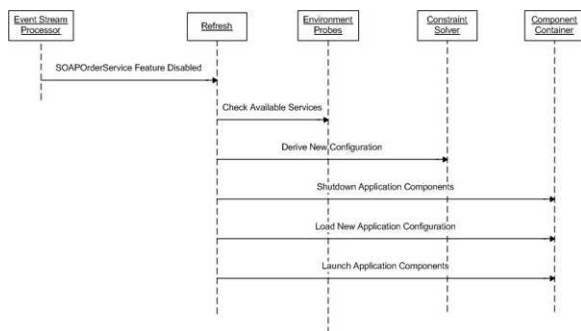 Event Stream
Processor
Refresh
Environment
Probes
Constraint
Solver
Component
Container
SOAPOrderService Feature Disabled
Check Available Services
Derive New Configuration
Shutdown Application Components
Load New Application Configuration
Launch Application Components